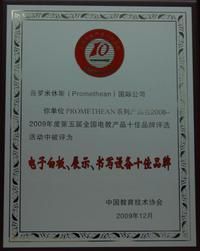 10
普罗米休斯（Promethean）国际公司
你单位PROMETHEAN系列产品在2008-
2009年度第五届全国电教产品十佳品牌评选
活动中被评为
电子白板、展示、书写设备十佳品牌
中国教育技术协会
2009年12月